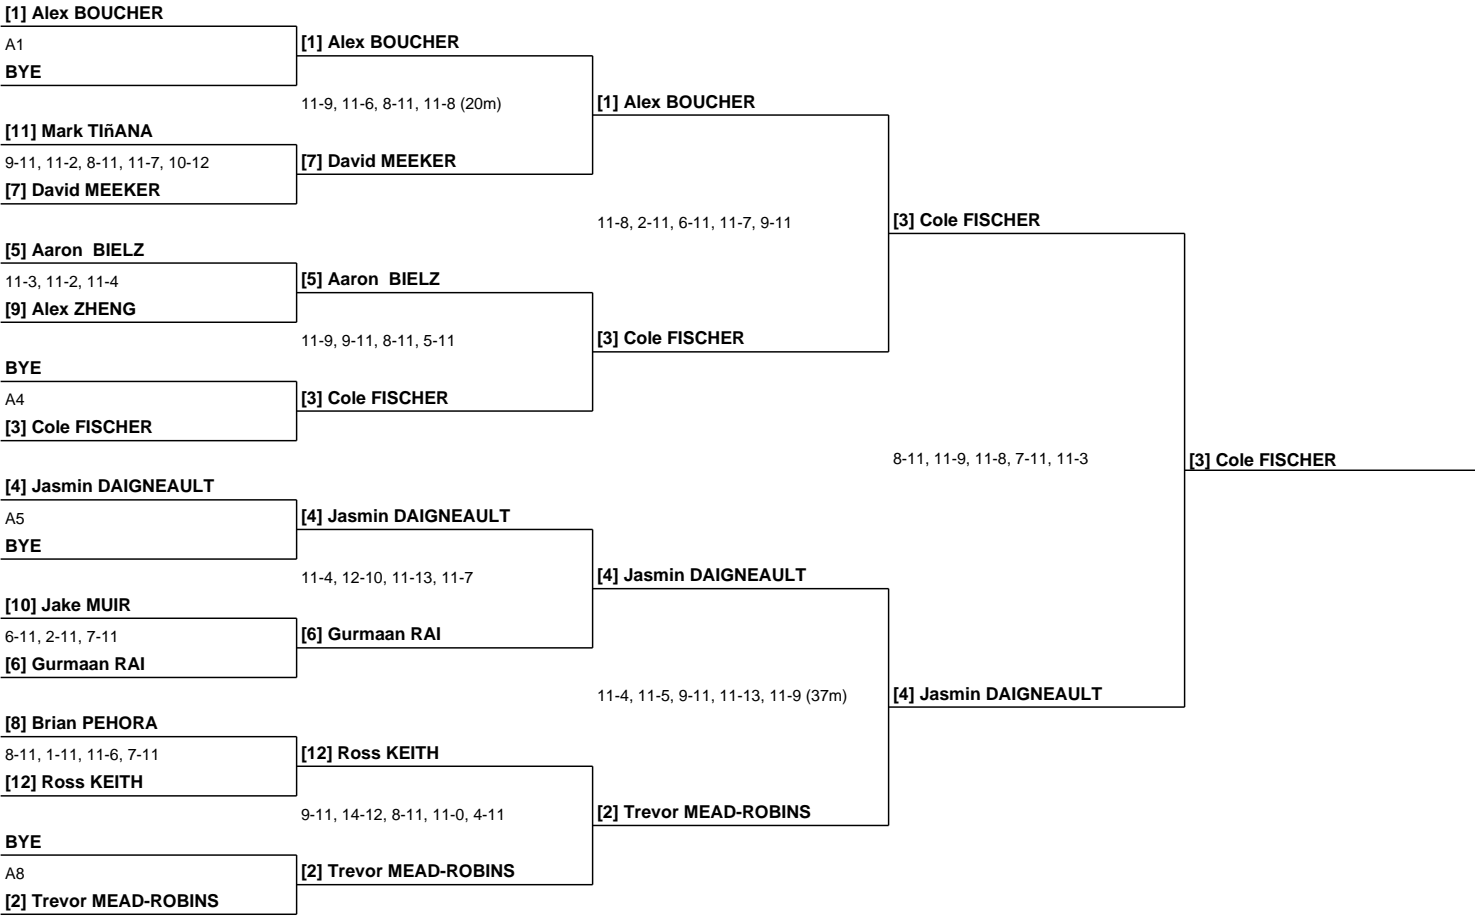 [1] Alex BOUCHER
A1
BYE
[11] Mark TIñANA
9-11, 11-2, 8-11, 11-7, 10-12
[7] David MEEKER
[5] Aaron  BIELZ
11-3, 11-2, 11-4
[9] Alex ZHENG
BYE
A4
[3] Cole FISCHER
[4] Jasmin DAIGNEAULT
A5
BYE
[10] Jake MUIR
6-11, 2-11, 7-11
[6] Gurmaan RAI
[8] Brian PEHORA
8-11, 1-11, 11-6, 7-11
[12] Ross KEITH
BYE
A8
[2] Trevor MEAD-ROBINS
[1] Alex BOUCHER
11-9, 11-6, 8-11, 11-8 (20m)
[7] David MEEKER
[5] Aaron  BIELZ
11-9, 9-11, 8-11, 5-11
[3] Cole FISCHER
[4] Jasmin DAIGNEAULT
11-4, 12-10, 11-13, 11-7
[6] Gurmaan RAI
[12] Ross KEITH
9-11, 14-12, 8-11, 11-0, 4-11
[2] Trevor MEAD-ROBINS
[1] Alex BOUCHER
11-8, 2-11, 6-11, 11-7, 9-11
[3] Cole FISCHER
[4] Jasmin DAIGNEAULT
11-4, 11-5, 9-11, 11-13, 11-9 (37m)
[2] Trevor MEAD-ROBINS
[3] Cole FISCHER
8-11, 11-9, 11-8, 7-11, 11-3
[4] Jasmin DAIGNEAULT
[3] Cole FISCHER